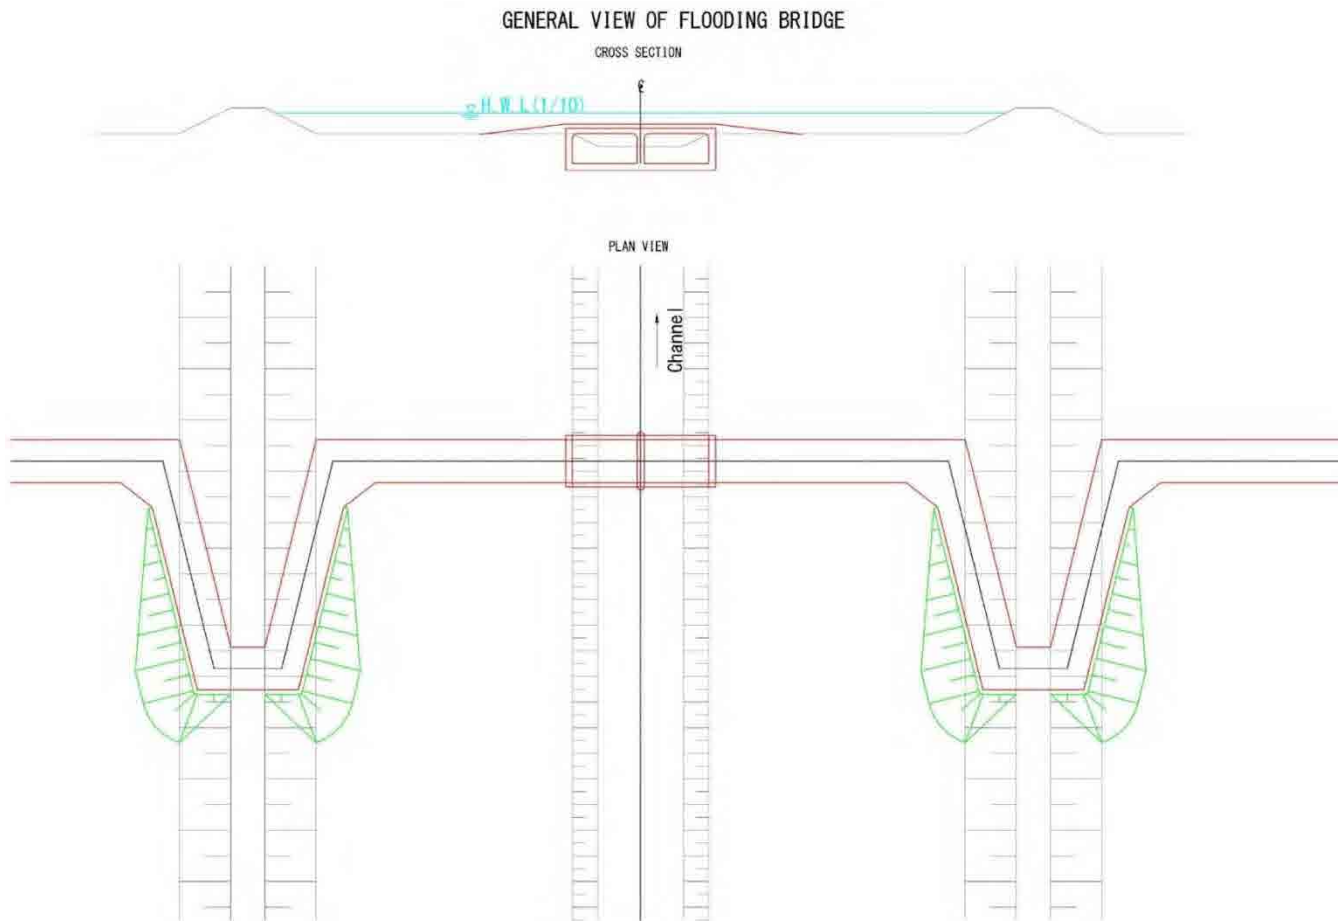 GENERAL VIEW OF FLOODING BRIDGE
CROSS SECTION
℄
H.W.L(1/10)
PLAN VIEW
Channel